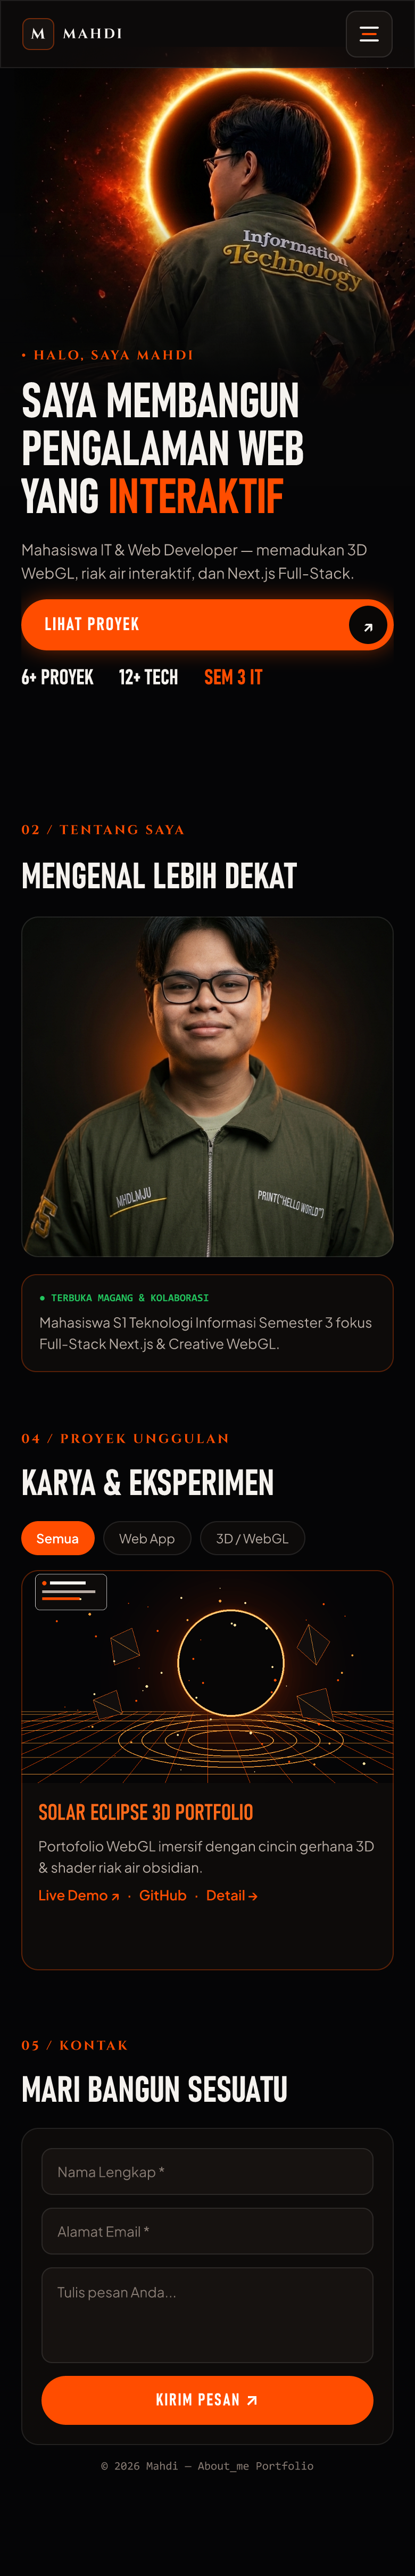 M MAHDI
Information
Technology
• HALO, SAYA MAHDI
SAYA MEMBANGUN
PENGALAMAN WEB
YANG INTERAKTIF
Mahasiswa IT & Web Developer — memadukan 3D
WebGL, riak air interaktif, dan Next.js Full-Stack.
LIHAT PROYEK ↗
6+ PROYEK 12+ TECH SEM 3 IT
02 / TENTANG SAYA
MENGENAL LEBIH DEKAT
MHDLMJU
PRINT("HELLO WORLD")
● TERBUKA MAGANG & KOLABORASI
Mahasiswa S1 Teknologi Informasi Semester 3 fokus
Full-Stack Next.js & Creative WebGL.
04 / PROYEK UNGGULAN
KARYA & EKSPERIMEN
Semua Web App 3D / WebGL
SOLAR ECLIPSE 3D PORTFOLIO
Portofolio WebGL imersif dengan cincin gerhana 3D
& shader riak air obsidian.
Live Demo ↗ · GitHub · Detail →
05 / KONTAK
MARI BANGUN SESUATU
Nama Lengkap *
Alamat Email *
Tulis pesan Anda...
KIRIM PESAN ↗
© 2026 Mahdi — About_me Portfolio